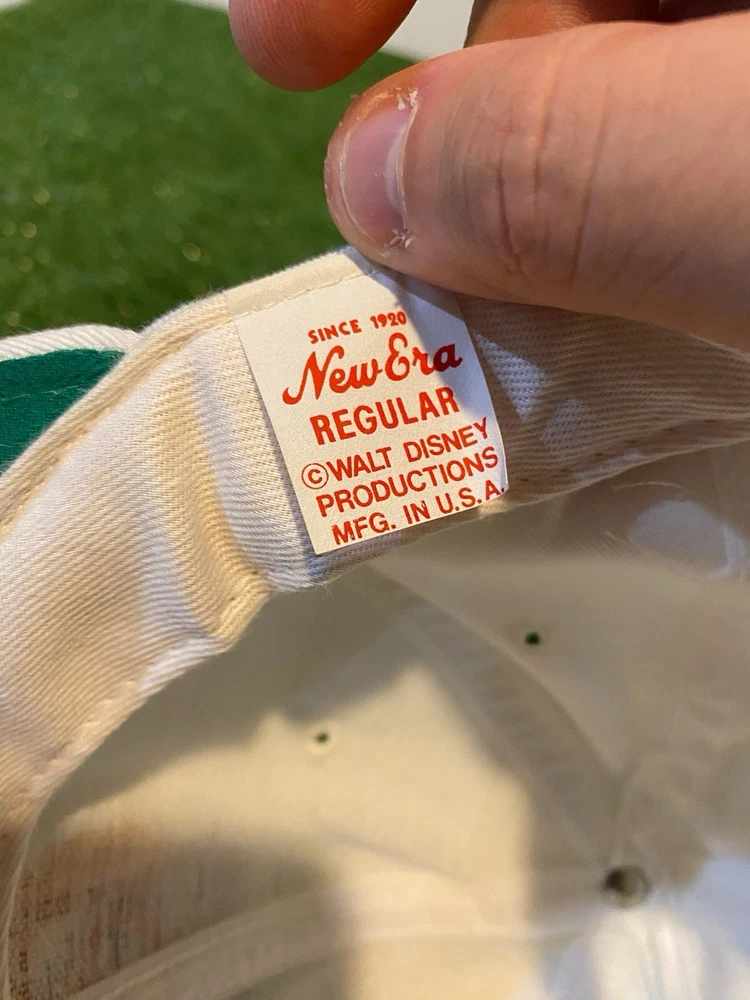 SINCE 1920
New Era
REGULAR
©WALT DISNEY
PRODUCTIONS
MFG. IN U.S.A.